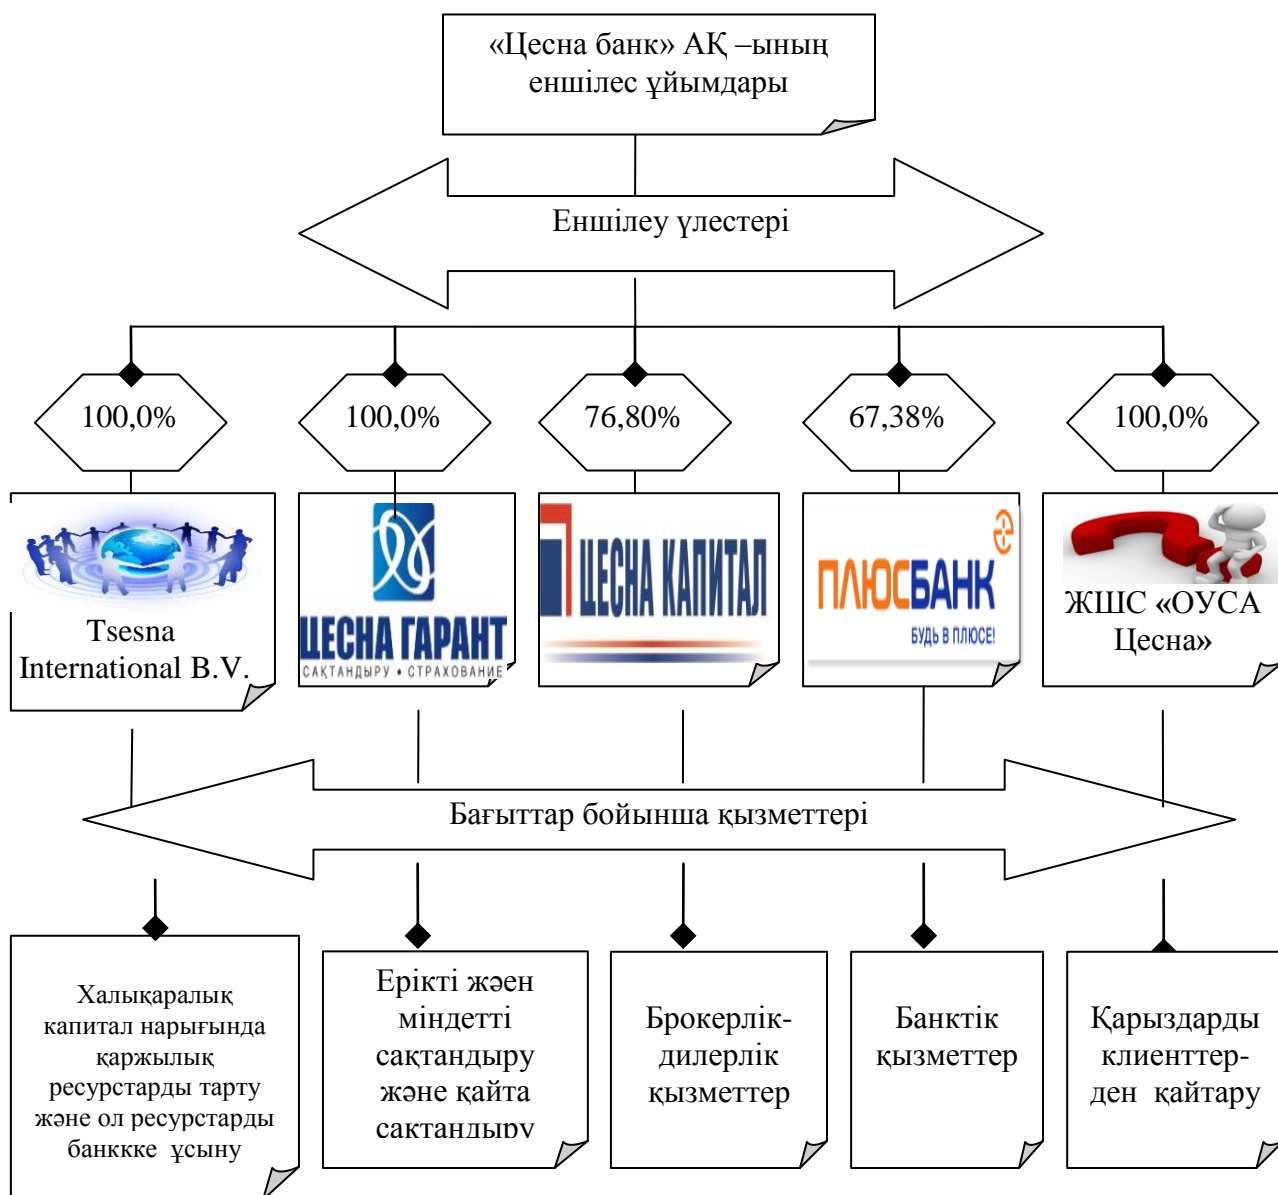 «Цесна банк» АҚ –ының
еншілес ұйымдары
Еншілеу үлестері
100,0%
100,0%
76,80%
67,38%
100,0%
Tsesna
International B.V.
ЦЕСНА ГАРАНТ
САҚТАНДЫРУ • СТРАХОВАНИЕ
ЦЕСНА КАПИТАЛ
ПЛЮСБАНК
БУДЬ В ПЛЮСЕ!
ЖШС «ОУСА
Цесна»
Бағыттар бойынша қызметтері
Халықаралық
капитал нарығында
қаржылық
ресурстарды тарту
және ол ресурстарды
банккке ұсыну
Ерікті жәен
міндетті
сақтандыру
және қайта
сақтандыру
Брокерлік-
дилерлік
қызметтер
Банктік
қызметтер
Қарыздарды
клиенттер-
ден қайтару